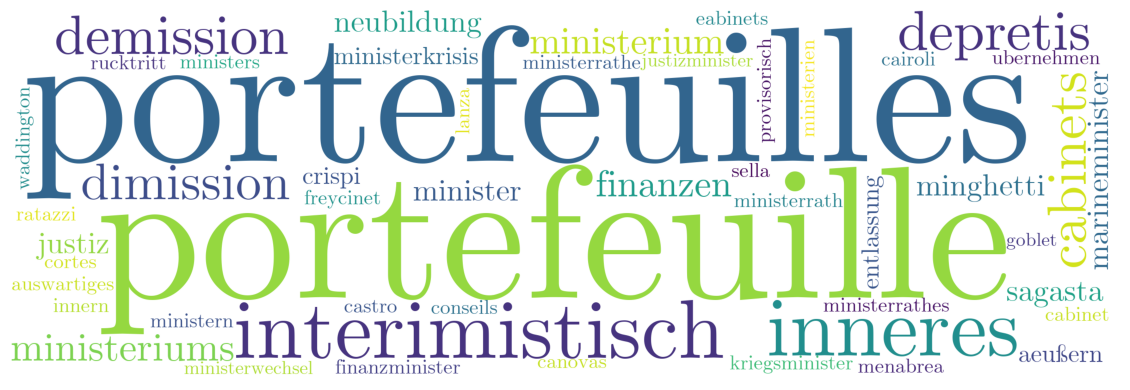 neubildung
eabinets
demission
ministerium
depretis
ministerkrisis
rucktritt
ministers
ministerrathe
justizminister
provisorisch
ministerien
cairoli
ubernehmen
portefeuilles
waddington
lanza
cabinets
marineminister
dimission
crispi
freycinet
minister
finanzen
sella
ministerrath
entlassung
minghetti
portefeuille
ratazzi
justiz
cortes
auswartiges
innern
goblet
sagasta
cabinet
ministern
interimistisch
castro
conseils
ministerrathes
inneres
ministeriums
ministerwechsel
finanzminister
canovas
kriegsminister
menabrea
aeußern